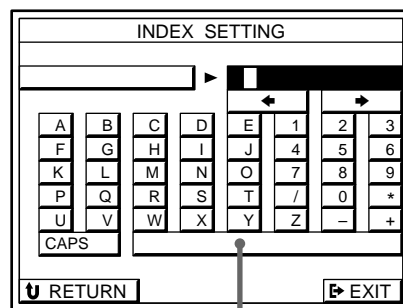 INDEX SETTING
A B C D E 1 2 3
F G H I J 4 5 6
K L M N O 7 8 9
P Q R S T / 0 *
U V W X Y Z – +
CAPS
RETURN EXIT